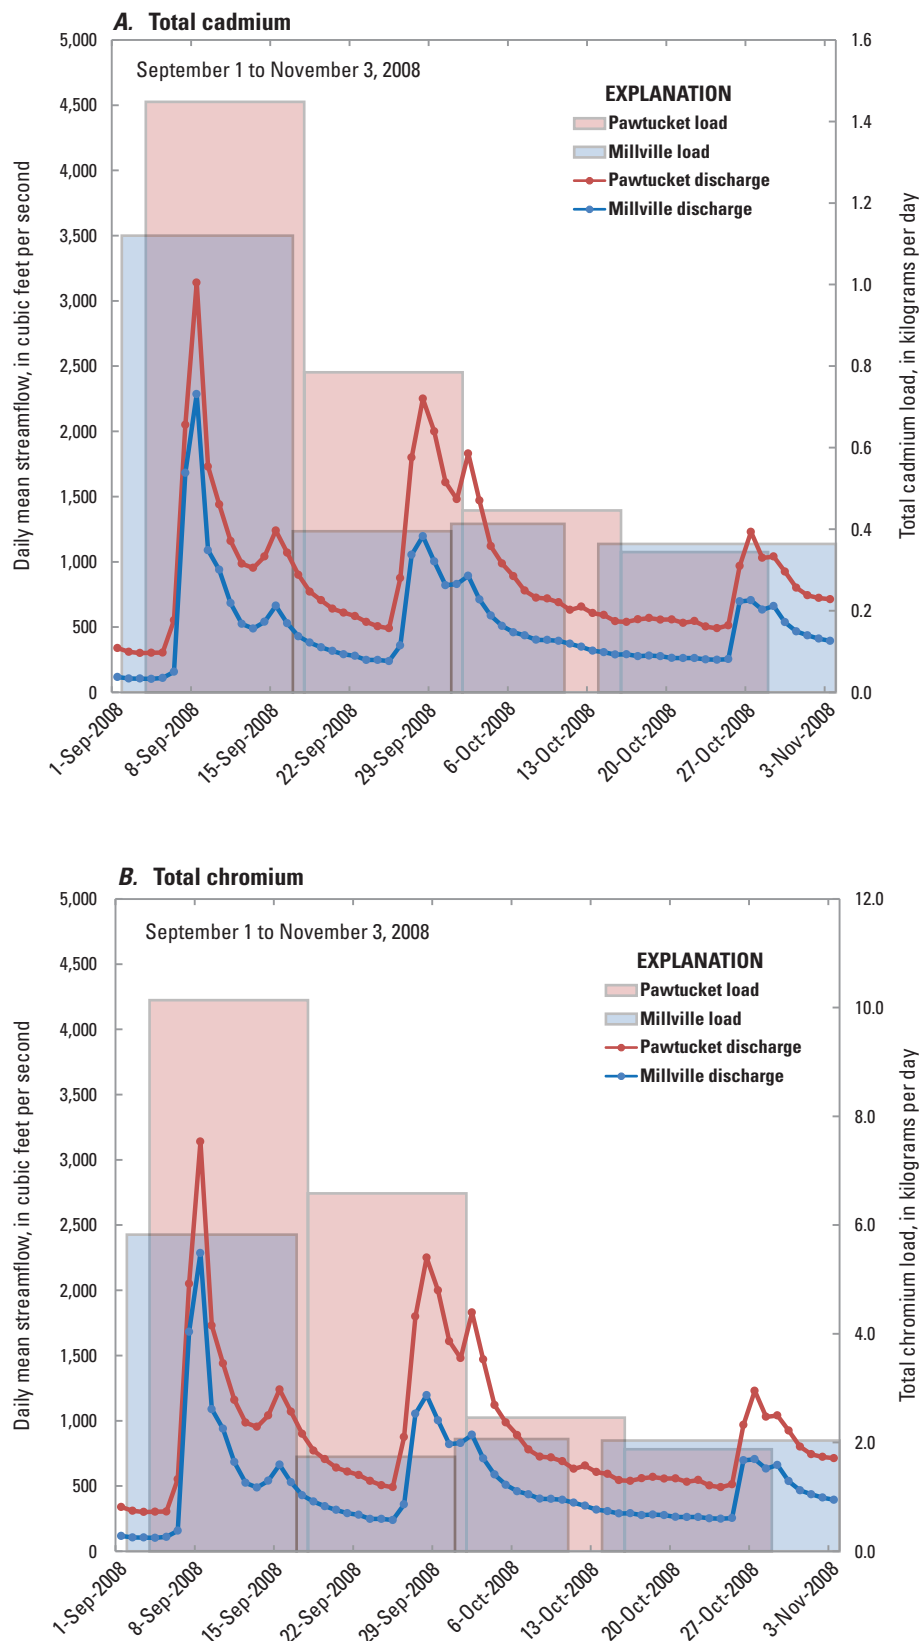 A. Total cadmium
September 1 to November 3, 2008
EXPLANATION
Pawtucket load
Millville load
Pawtucket discharge
Millville discharge
Daily mean streamflow, in cubic feet per second
5,000
4,500
4,000
3,500
3,000
2,500
2,000
1,500
1,000
500
0
Total cadmium load, in kilograms per day
1.6
1.4
1.2
1.0
0.8
0.6
0.4
0.2
0.0
1-Sep-2008
8-Sep-2008
15-Sep-2008
22-Sep-2008
29-Sep-2008
6-Oct-2008
13-Oct-2008
20-Oct-2008
27-Oct-2008
3-Nov-2008
B. Total chromium
September 1 to November 3, 2008
EXPLANATION
Pawtucket load
Millville load
Pawtucket discharge
Millville discharge
Daily mean streamflow, in cubic feet per second
5,000
4,500
4,000
3,500
3,000
2,500
2,000
1,500
1,000
500
0
Total chromium load, in kilograms per day
12.0
10.0
8.0
6.0
4.0
2.0
0.0
1-Sep-2008
8-Sep-2008
15-Sep-2008
22-Sep-2008
29-Sep-2008
6-Oct-2008
13-Oct-2008
20-Oct-2008
27-Oct-2008
3-Nov-2008